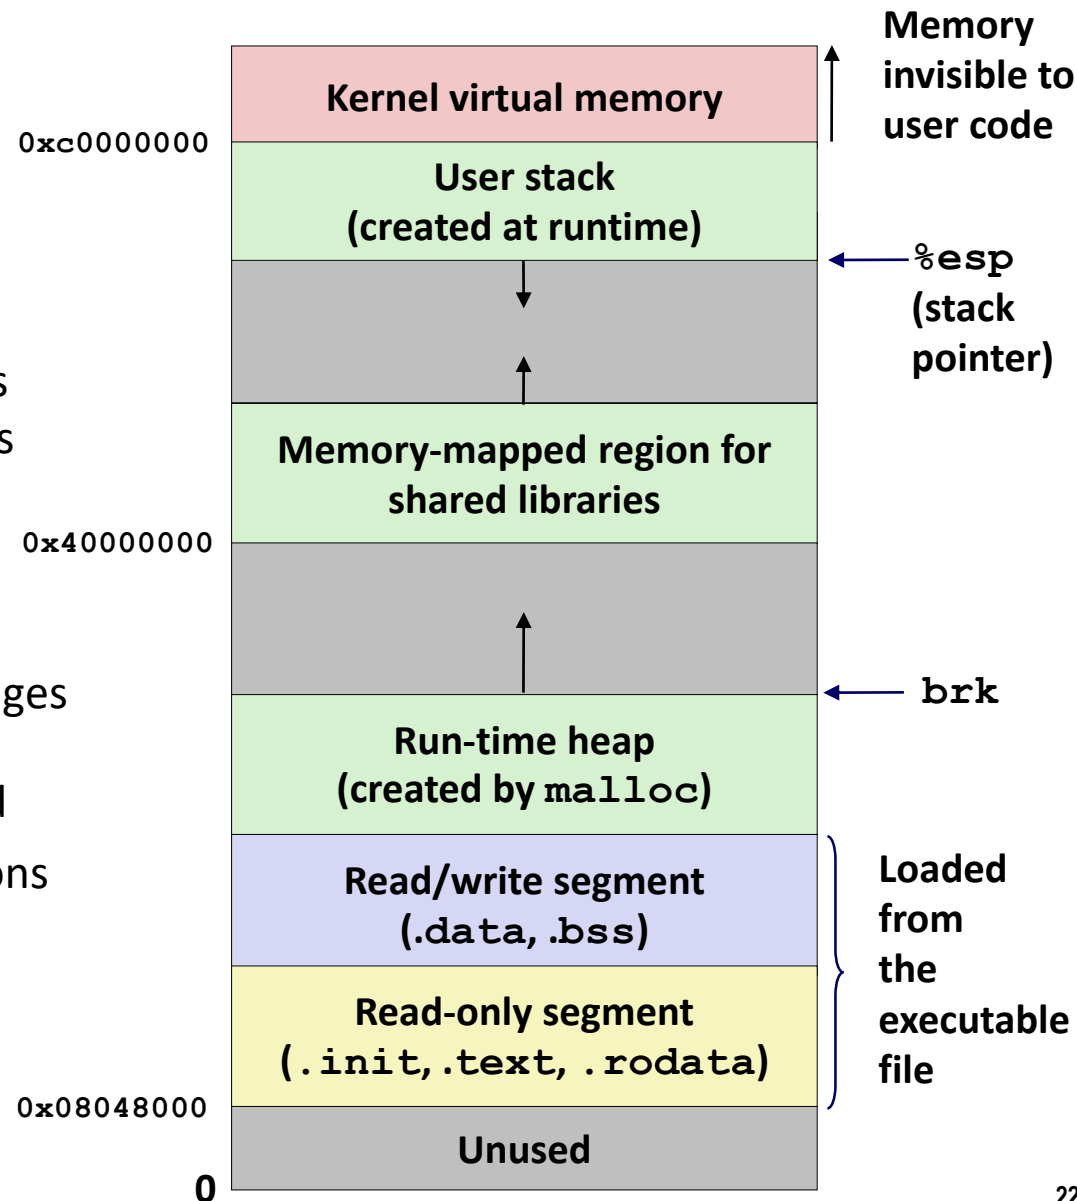 Memory
invisible to
user code
Kernel virtual memory
0xc0000000
User stack
(created at runtime)
%esp
(stack
pointer)
s
s
Memory-mapped region for
shared libraries
0x40000000
ges
brk
Run-time heap
(created by malloc)
d
ons
Read/write segment
(.data, .bss)
Loaded
from
the
executable
file
Read-only segment
(.init, .text, .rodata)
0x08048000
Unused
0
22